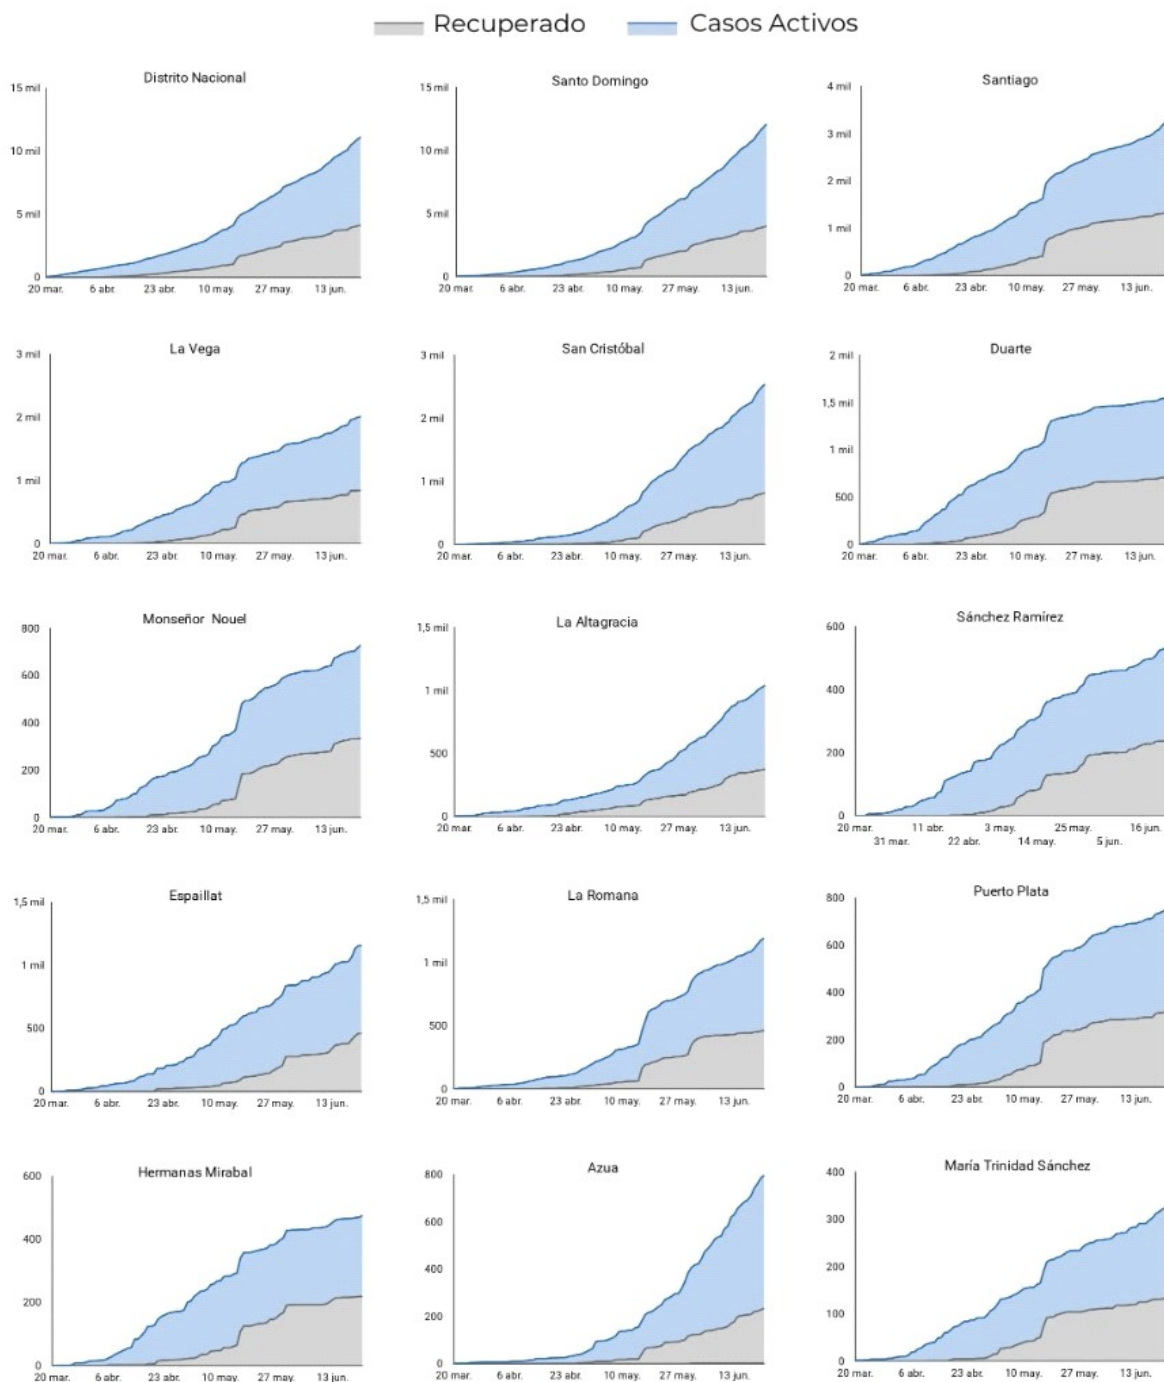 Recuperado Casos Activos
Distrito Nacional
15 mil
10 mil
5 mil
0
20 mar. 6 abr. 23 abr. 10 may. 27 may. 13 jun.
Santo Domingo
15 mil
10 mil
5 mil
0
20 mar. 6 abr. 23 abr. 10 may. 27 may. 13 jun.
Santiago
4 mil
3 mil
2 mil
1 mil
0
20 mar. 6 abr. 23 abr. 10 may. 27 may. 13 jun.
La Vega
3 mil
2 mil
1 mil
0
20 mar. 6 abr. 23 abr. 10 may. 27 may. 13 jun.
San Cristóbal
3 mil
2 mil
1 mil
0
20 mar. 6 abr. 23 abr. 10 may. 27 may. 13 jun.
Duarte
2 mil
1,5 mil
1 mil
500
0
20 mar. 6 abr. 23 abr. 10 may. 27 may. 13 jun.
Monseñor Nouel
800
600
400
200
0
20 mar. 6 abr. 23 abr. 10 may. 27 may. 13 jun.
La Altagracia
1,5 mil
1 mil
500
0
20 mar. 6 abr. 23 abr. 10 may. 27 may. 13 jun.
Sánchez Ramírez
600
400
200
0
20 mar. 11 abr. 3 may. 25 may. 16 jun.
31 mar. 22 abr. 14 may. 5 jun.
Espaillat
1,5 mil
1 mil
500
0
20 mar. 6 abr. 23 abr. 10 may. 27 may. 13 jun.
La Romana
1,5 mil
1 mil
500
0
20 mar. 6 abr. 23 abr. 10 may. 27 may. 13 jun.
Puerto Plata
800
600
400
200
0
20 mar. 6 abr. 23 abr. 10 may. 27 may. 13 jun.
Hermanas Mirabal
600
400
200
0
20 mar. 6 abr. 23 abr. 10 may. 27 may. 13 jun.
Azua
800
600
400
200
0
20 mar. 6 abr. 23 abr. 10 may. 27 may. 13 jun.
María Trinidad Sánchez
400
300
200
100
0
20 mar. 6 abr. 23 abr. 10 may. 27 may. 13 jun.